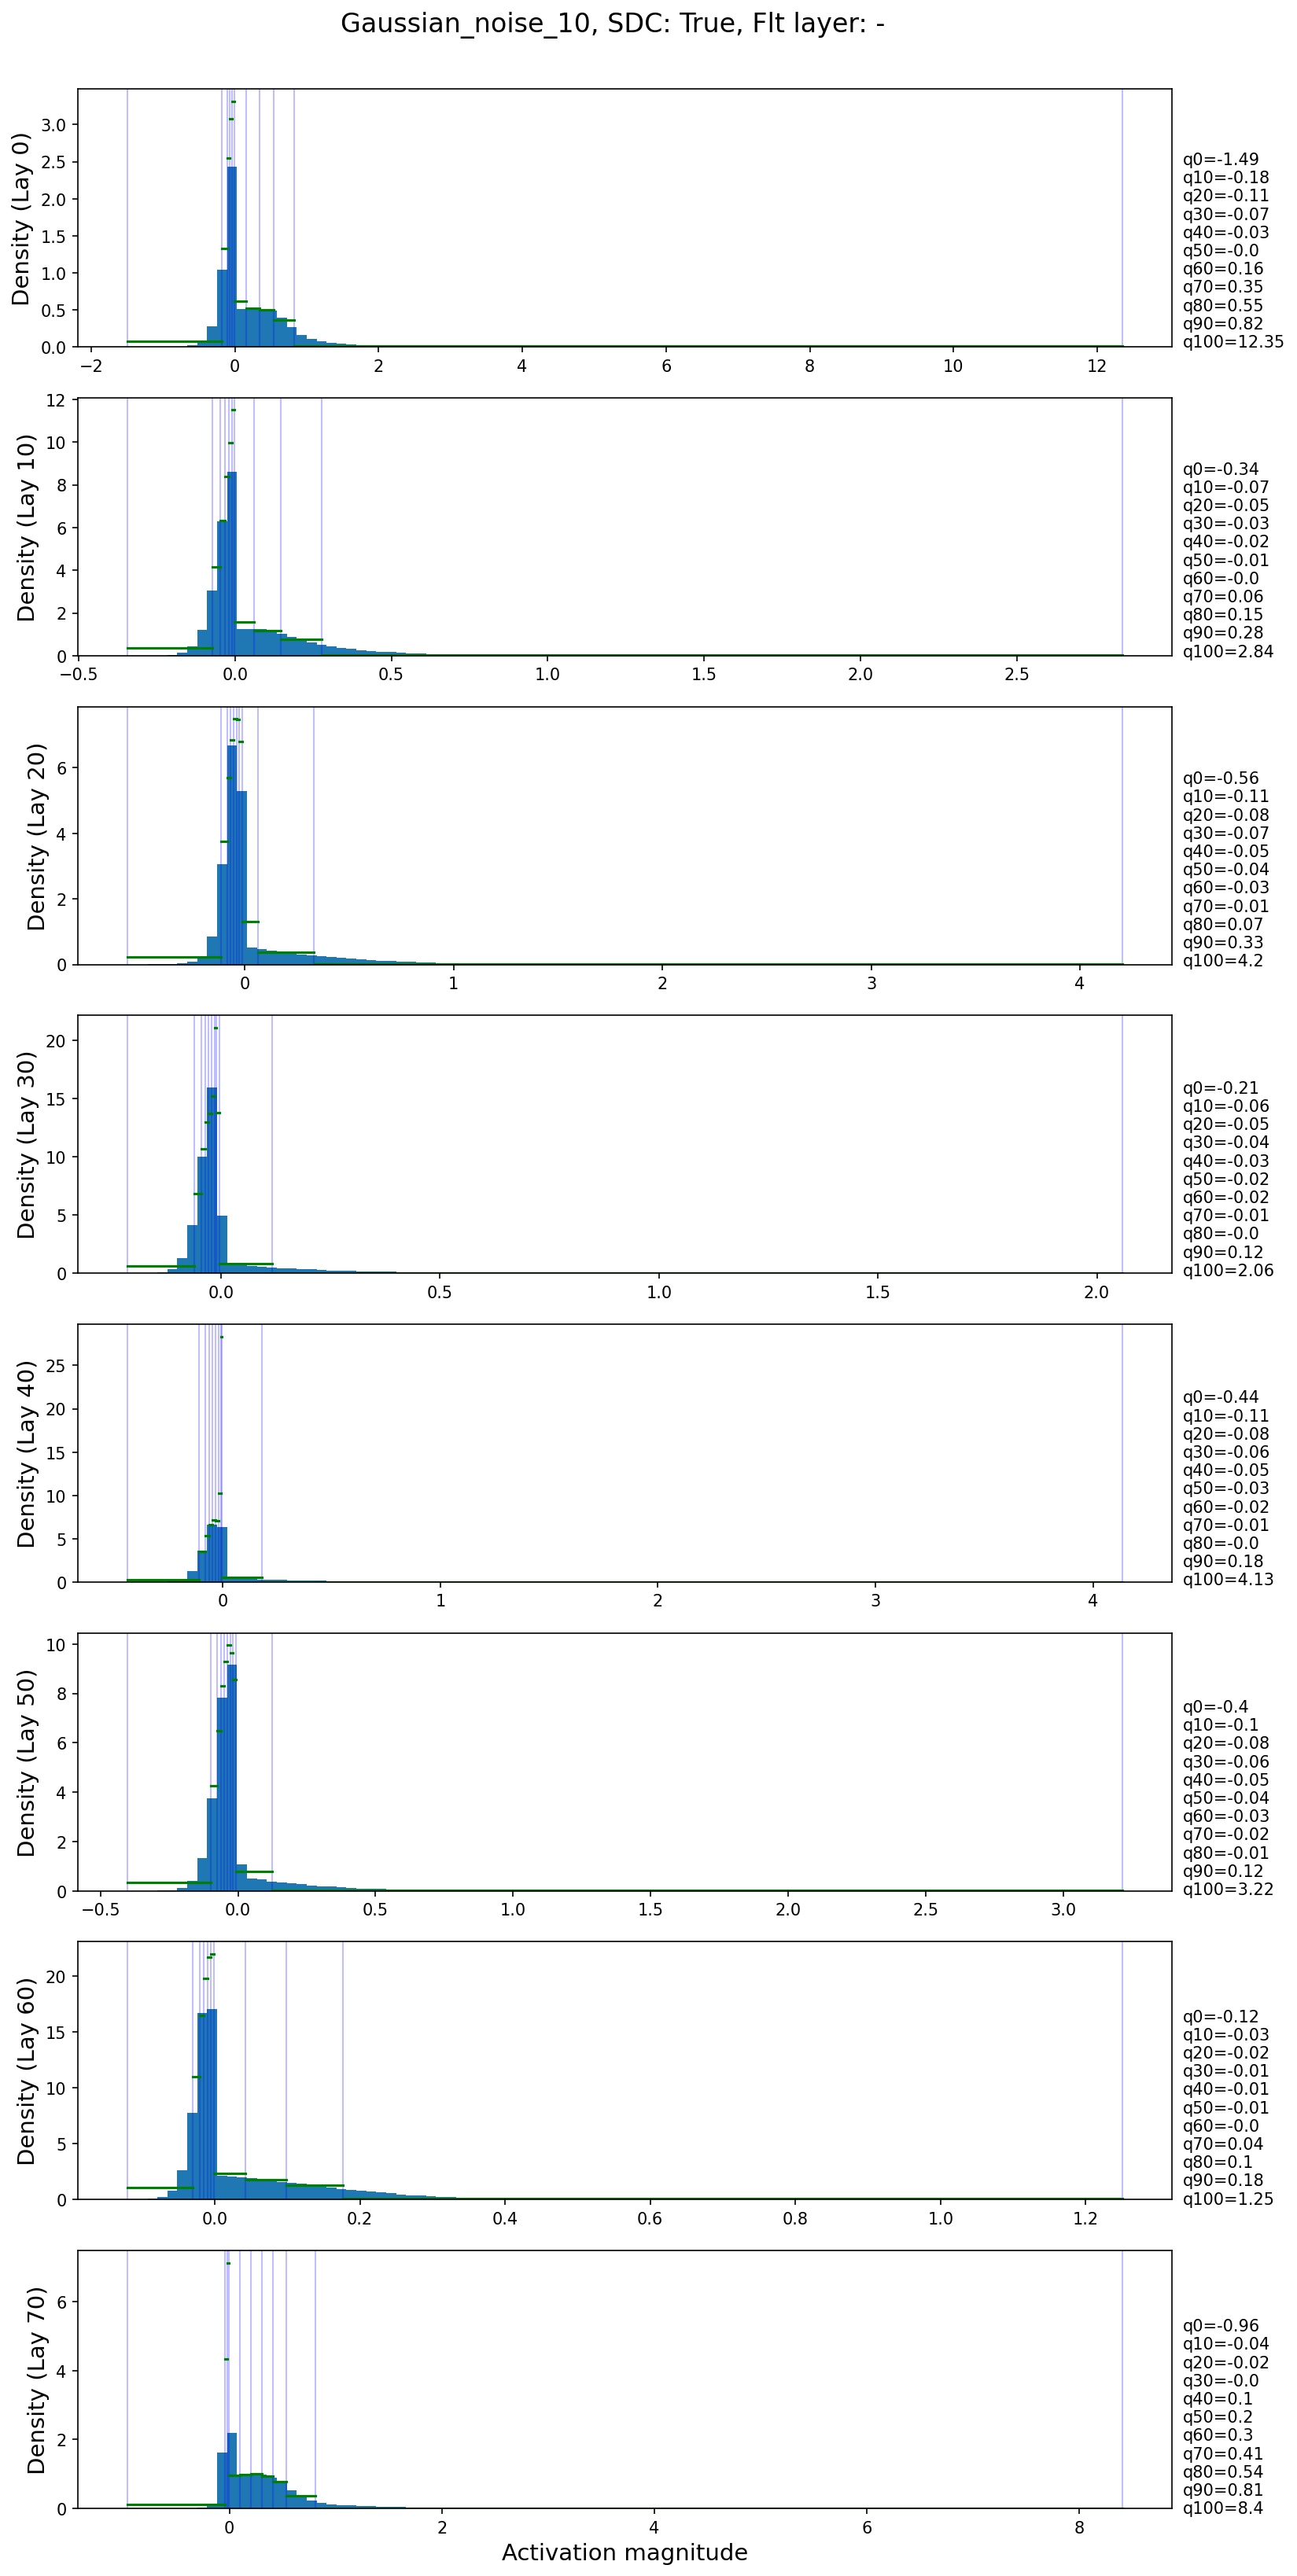 Gaussian_noise_10, SDC: True, Flt layer: -
Density (Lay 0)
3.0
2.5
2.0
1.5
1.0
0.5
0.0
−2
0
2
4
6
8
10
12
q0=-1.49
q10=-0.18
q20=-0.11
q30=-0.07
q40=-0.03
q50=-0.0
q60=0.16
q70=0.35
q80=0.55
q90=0.82
q100=12.35
Density (Lay 10)
12
10
8
6
4
2
0
−0.5
0.0
0.5
1.0
1.5
2.0
2.5
q0=-0.34
q10=-0.07
q20=-0.05
q30=-0.03
q40=-0.02
q50=-0.01
q60=-0.0
q70=0.06
q80=0.15
q90=0.28
q100=2.84
Density (Lay 20)
6
4
2
0
0
1
2
3
4
q0=-0.56
q10=-0.11
q20=-0.08
q30=-0.07
q40=-0.05
q50=-0.04
q60=-0.03
q70=-0.01
q80=0.07
q90=0.33
q100=4.2
Density (Lay 30)
20
15
10
5
0
0.0
0.5
1.0
1.5
2.0
q0=-0.21
q10=-0.06
q20=-0.05
q30=-0.04
q40=-0.03
q50=-0.02
q60=-0.02
q70=-0.01
q80=-0.0
q90=0.12
q100=2.06
Density (Lay 40)
25
20
15
10
5
0
0
1
2
3
4
q0=-0.44
q10=-0.11
q20=-0.08
q30=-0.06
q40=-0.05
q50=-0.03
q60=-0.02
q70=-0.01
q80=-0.0
q90=0.18
q100=4.13
Density (Lay 50)
10
8
6
4
2
0
−0.5
0.0
0.5
1.0
1.5
2.0
2.5
3.0
q0=-0.4
q10=-0.1
q20=-0.08
q30=-0.06
q40=-0.05
q50=-0.04
q60=-0.03
q70=-0.02
q80=-0.01
q90=0.12
q100=3.22
Density (Lay 60)
20
15
10
5
0
0.0
0.2
0.4
0.6
0.8
1.0
1.2
q0=-0.12
q10=-0.03
q20=-0.02
q30=-0.01
q40=-0.01
q50=-0.01
q60=-0.0
q70=0.04
q80=0.1
q90=0.18
q100=1.25
Density (Lay 70)
6
4
2
0
0
2
4
6
8
q0=-0.96
q10=-0.04
q20=-0.02
q30=-0.0
q40=0.1
q50=0.2
q60=0.3
q70=0.41
q80=0.54
q90=0.81
q100=8.4
Activation magnitude